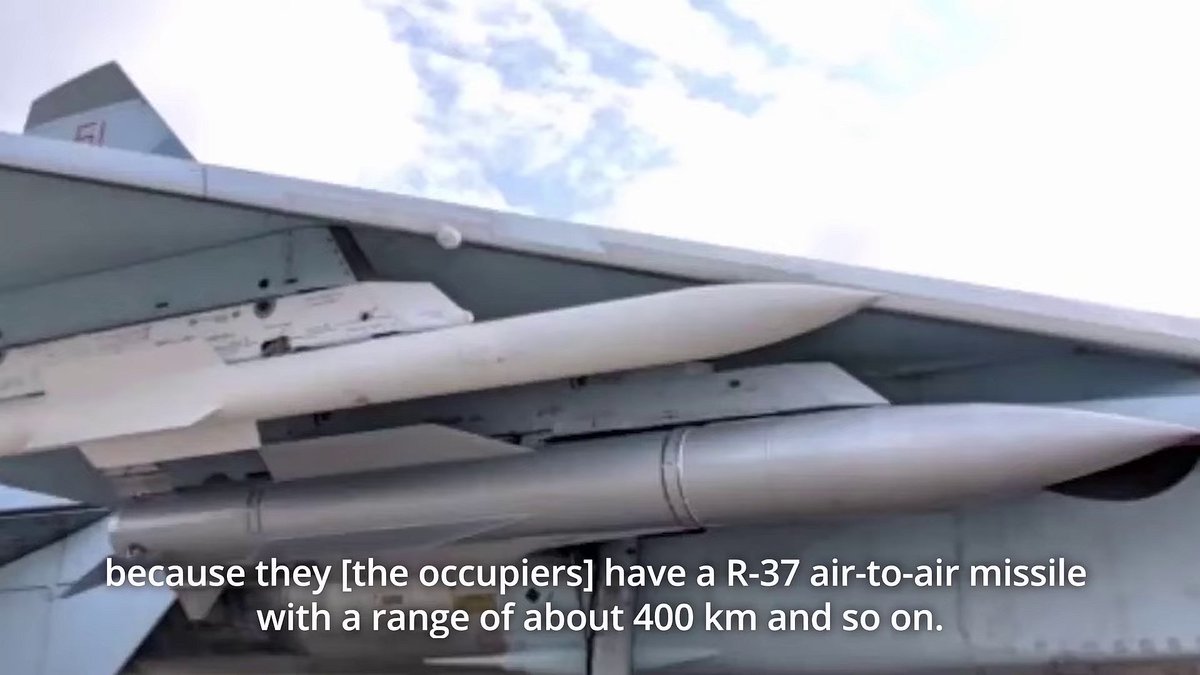 51
because they [the occupiers] have a R-37 air-to-air missile
with a range of about 400 km and so on.